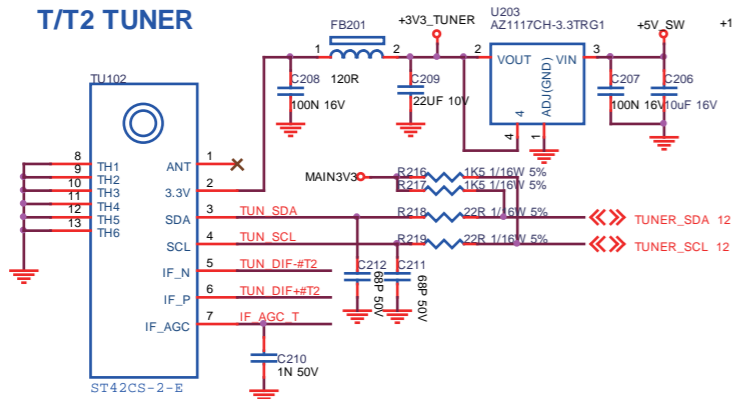 T/T2 TUNER
TU102
8 TH1
9 TH2
10 TH3
11 TH4
12 TH5
13 TH6
ANT 1
3.3V 2
SDA 3
SCL 4
IF_N 5
IF_P 6
IF_AGC 7
ST42CS-2-E
FB201
1 2
120R
C208
100N 16V
+3V3_TUNER
C209
22UF 10V
U203
AZ1117CH-3.3TRG1
2 VOUT VIN 3
4 ADJ(GND)
4 1
+5V_SW
+1
C207
100N 16V
C206
10uF 16V
MAIN3V3
R216 1K5 1/16W 5%
R217 1K5 1/16W 5%
TUN_SDA R218 22R 1/16W 5% TUNER_SDA 12
TUN_SCL R219 22R 1/16W 5% TUNER_SCL 12
C212
68P 50V
C211
68P 50V
TUN_DIF-#T2
TUN_DIF+#T2
IF_AGC_T
C210
1N 50V